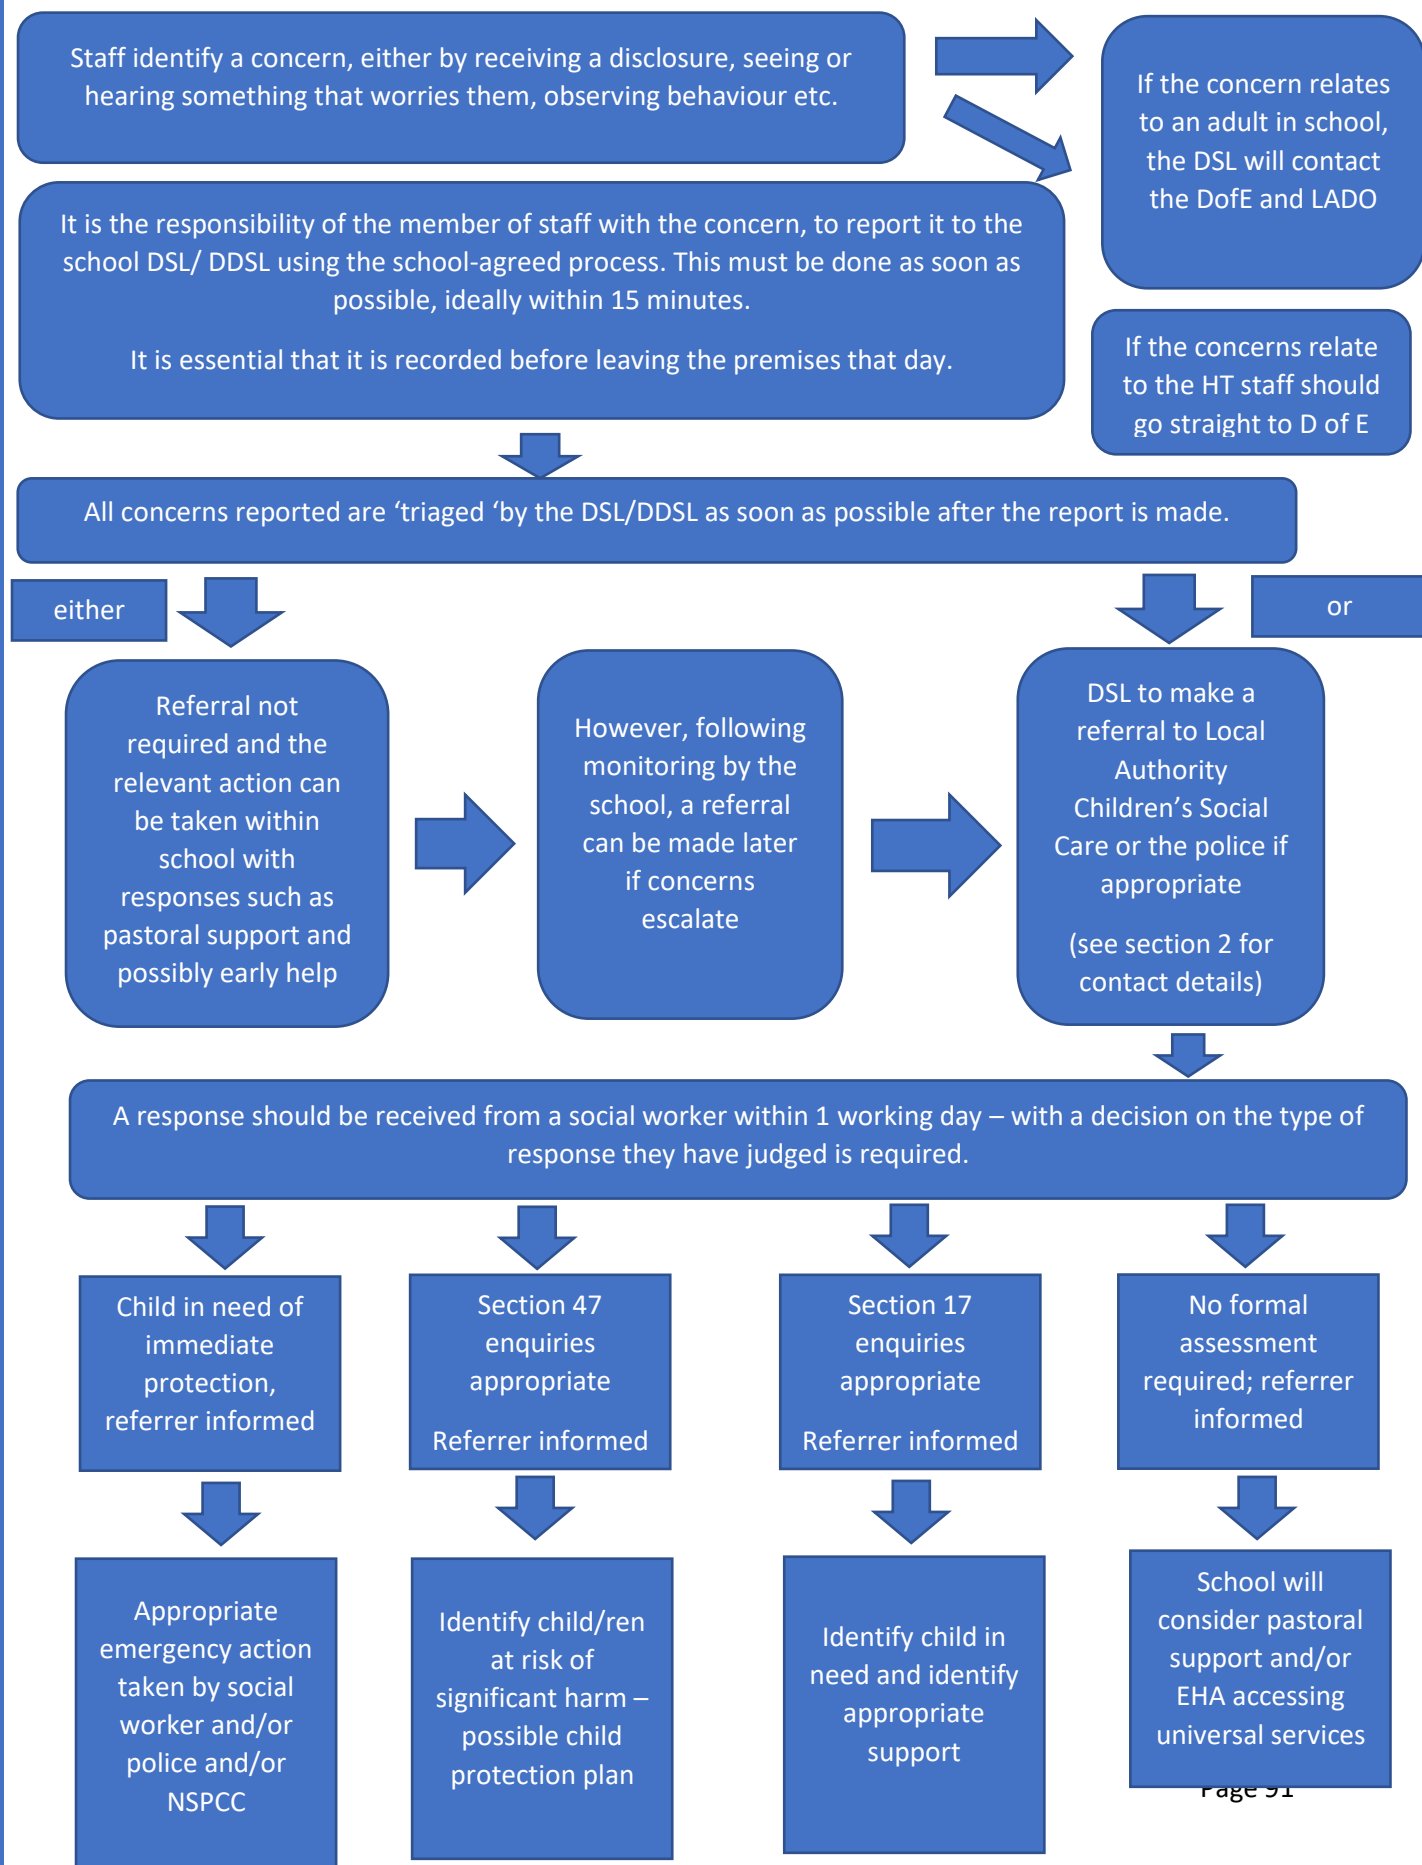 Staff identify a concern, either by receiving a disclosure, seeing or
hearing something that worries them, observing behaviour etc.
If the concern relates
to an adult in school,
the DSL will contact
the DofE and LADO
It is the responsibility of the member of staff with the concern, to report it to the
school DSL/ DDSL using the school-agreed process. This must be done as soon as
possible, ideally within 15 minutes.
It is essential that it is recorded before leaving the premises that day.
If the concerns relate
to the HT staff should
go straight to D of E
All concerns reported are ‘triaged ‘by the DSL/DDSL as soon as possible after the report is made.
either
or
Referral not
required and the
relevant action can
be taken within
school with
responses such as
pastoral support and
possibly early help
However, following
monitoring by the
school, a referral
can be made later
if concerns
escalate
DSL to make a
referral to Local
Authority
Children’s Social
Care or the police if
appropriate
(see section 2 for
contact details)
A response should be received from a social worker within 1 working day – with a decision on the type of
response they have judged is required.
Child in need of
immediate
protection,
referrer informed
Section 47
enquiries
appropriate
Referrer informed
Section 17
enquiries
appropriate
Referrer informed
No formal
assessment
required; referrer
informed
Appropriate
emergency action
taken by social
worker and/or
police and/or
NSPCC
Identify child/ren
at risk of
significant harm –
possible child
protection plan
Identify child in
need and identify
appropriate
support
School will
consider pastoral
support and/or
EHA accessing
universal services
Page 91